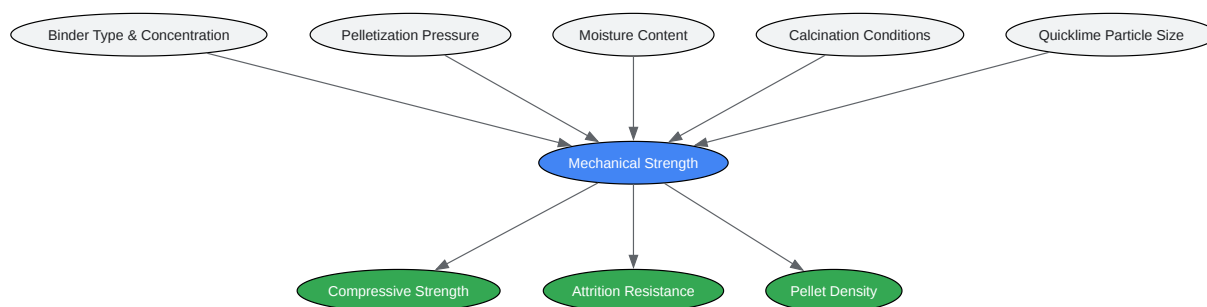 Binder Type & Concentration
Pelletization Pressure
Moisture Content
Calcination Conditions
Quicklime Particle Size
Mechanical Strength
Compressive Strength
Attrition Resistance
Pellet Density